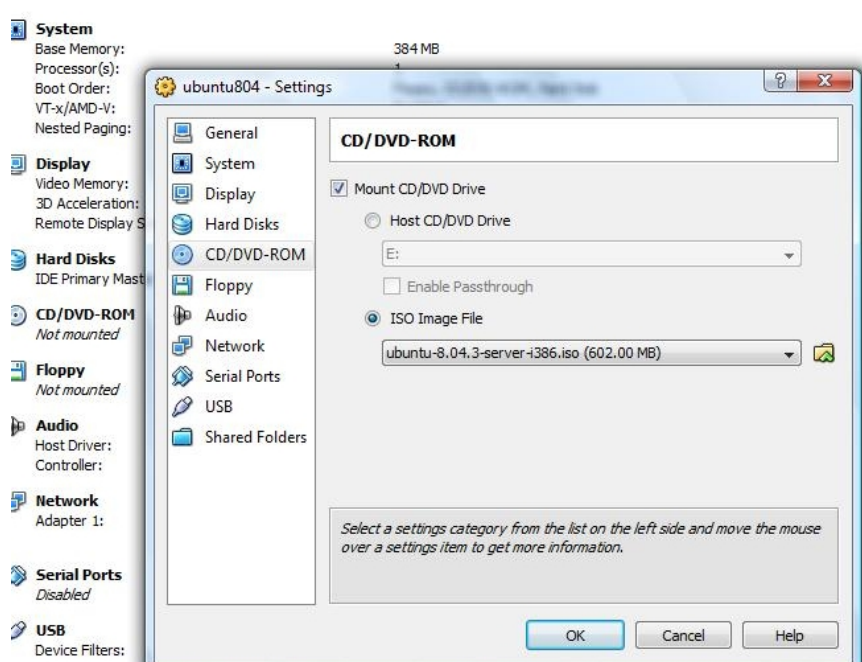 System
Base Memory: 384 MB
Processor(s): 1
Boot Order:
VT-x/AMD-V:
Nested Paging:
Display
Video Memory:
3D Acceleration:
Remote Display S
Hard Disks
IDE Primary Mast
CD/DVD-ROM
Not mounted
Floppy
Not mounted
Audio
Host Driver:
Controller:
Network
Adapter 1:
Serial Ports
Disabled
USB
Device Filters:
ubuntu804 - Settings
General
System
Display
Hard Disks
CD/DVD-ROM
Floppy
Audio
Network
Serial Ports
USB
Shared Folders
CD/DVD-ROM
Mount CD/DVD Drive
Host CD/DVD Drive
E:
Enable Passthrough
ISO Image File
ubuntu-8.04.3-server-i386.iso (602.00 MB)
Select a settings category from the list on the left side and move the mouse
over a settings item to get more information.
OK Cancel Help